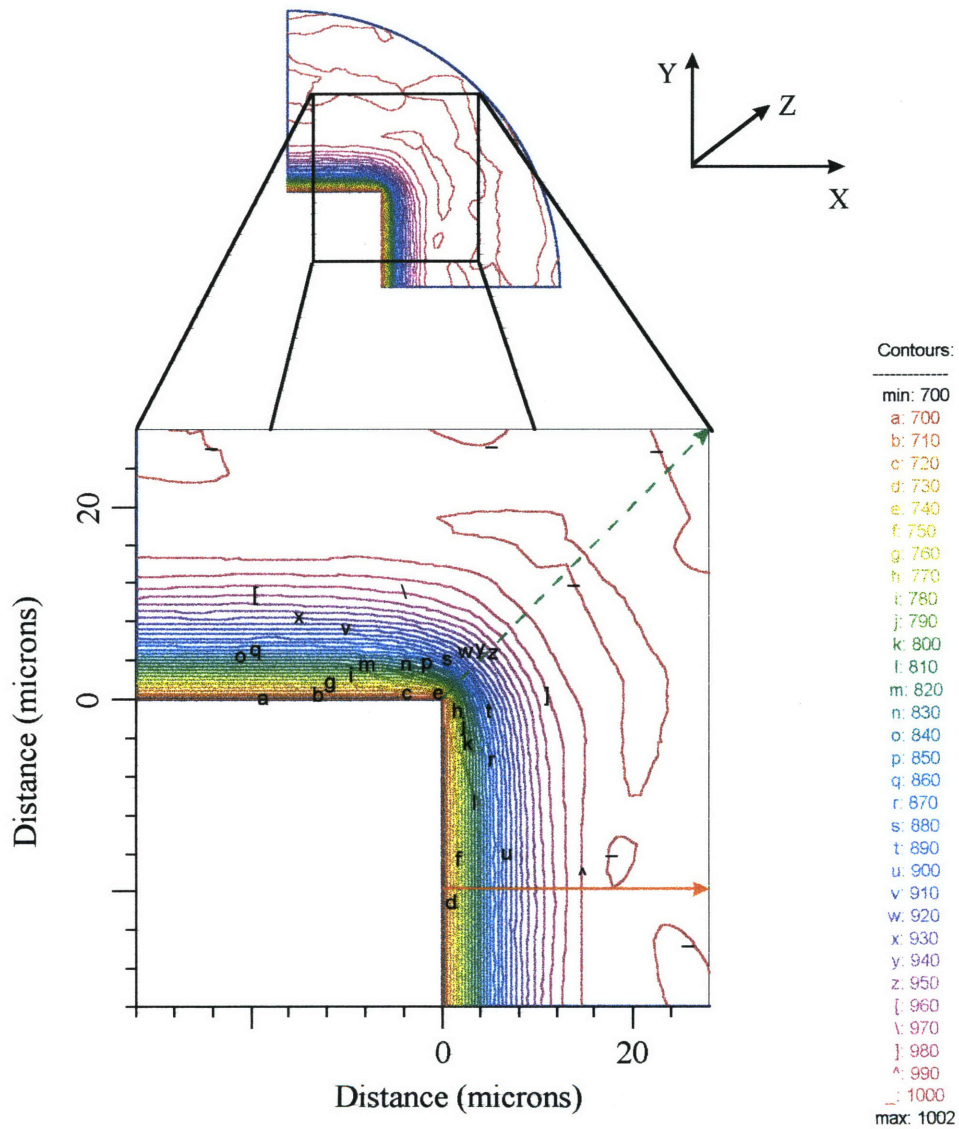 Y
Z
X
Contours:
-------------
min: 700
a: 700
b: 710
c: 720
d: 730
e: 740
f: 750
g: 760
h: 770
i: 780
j: 790
k: 800
l: 810
m: 820
n: 830
o: 840
p: 850
q: 860
r: 870
s: 880
t: 890
u: 900
v: 910
w: 920
x: 930
y: 940
z: 950
[: 960
\: 970
]: 980
^: 990
_: 1000
max: 1002
20
0
Distance (microns)
[ \
x v
o q m n p s w y z
l
a b g c e
h t ]
k
r
f u ^
d
0 20
Distance (microns)